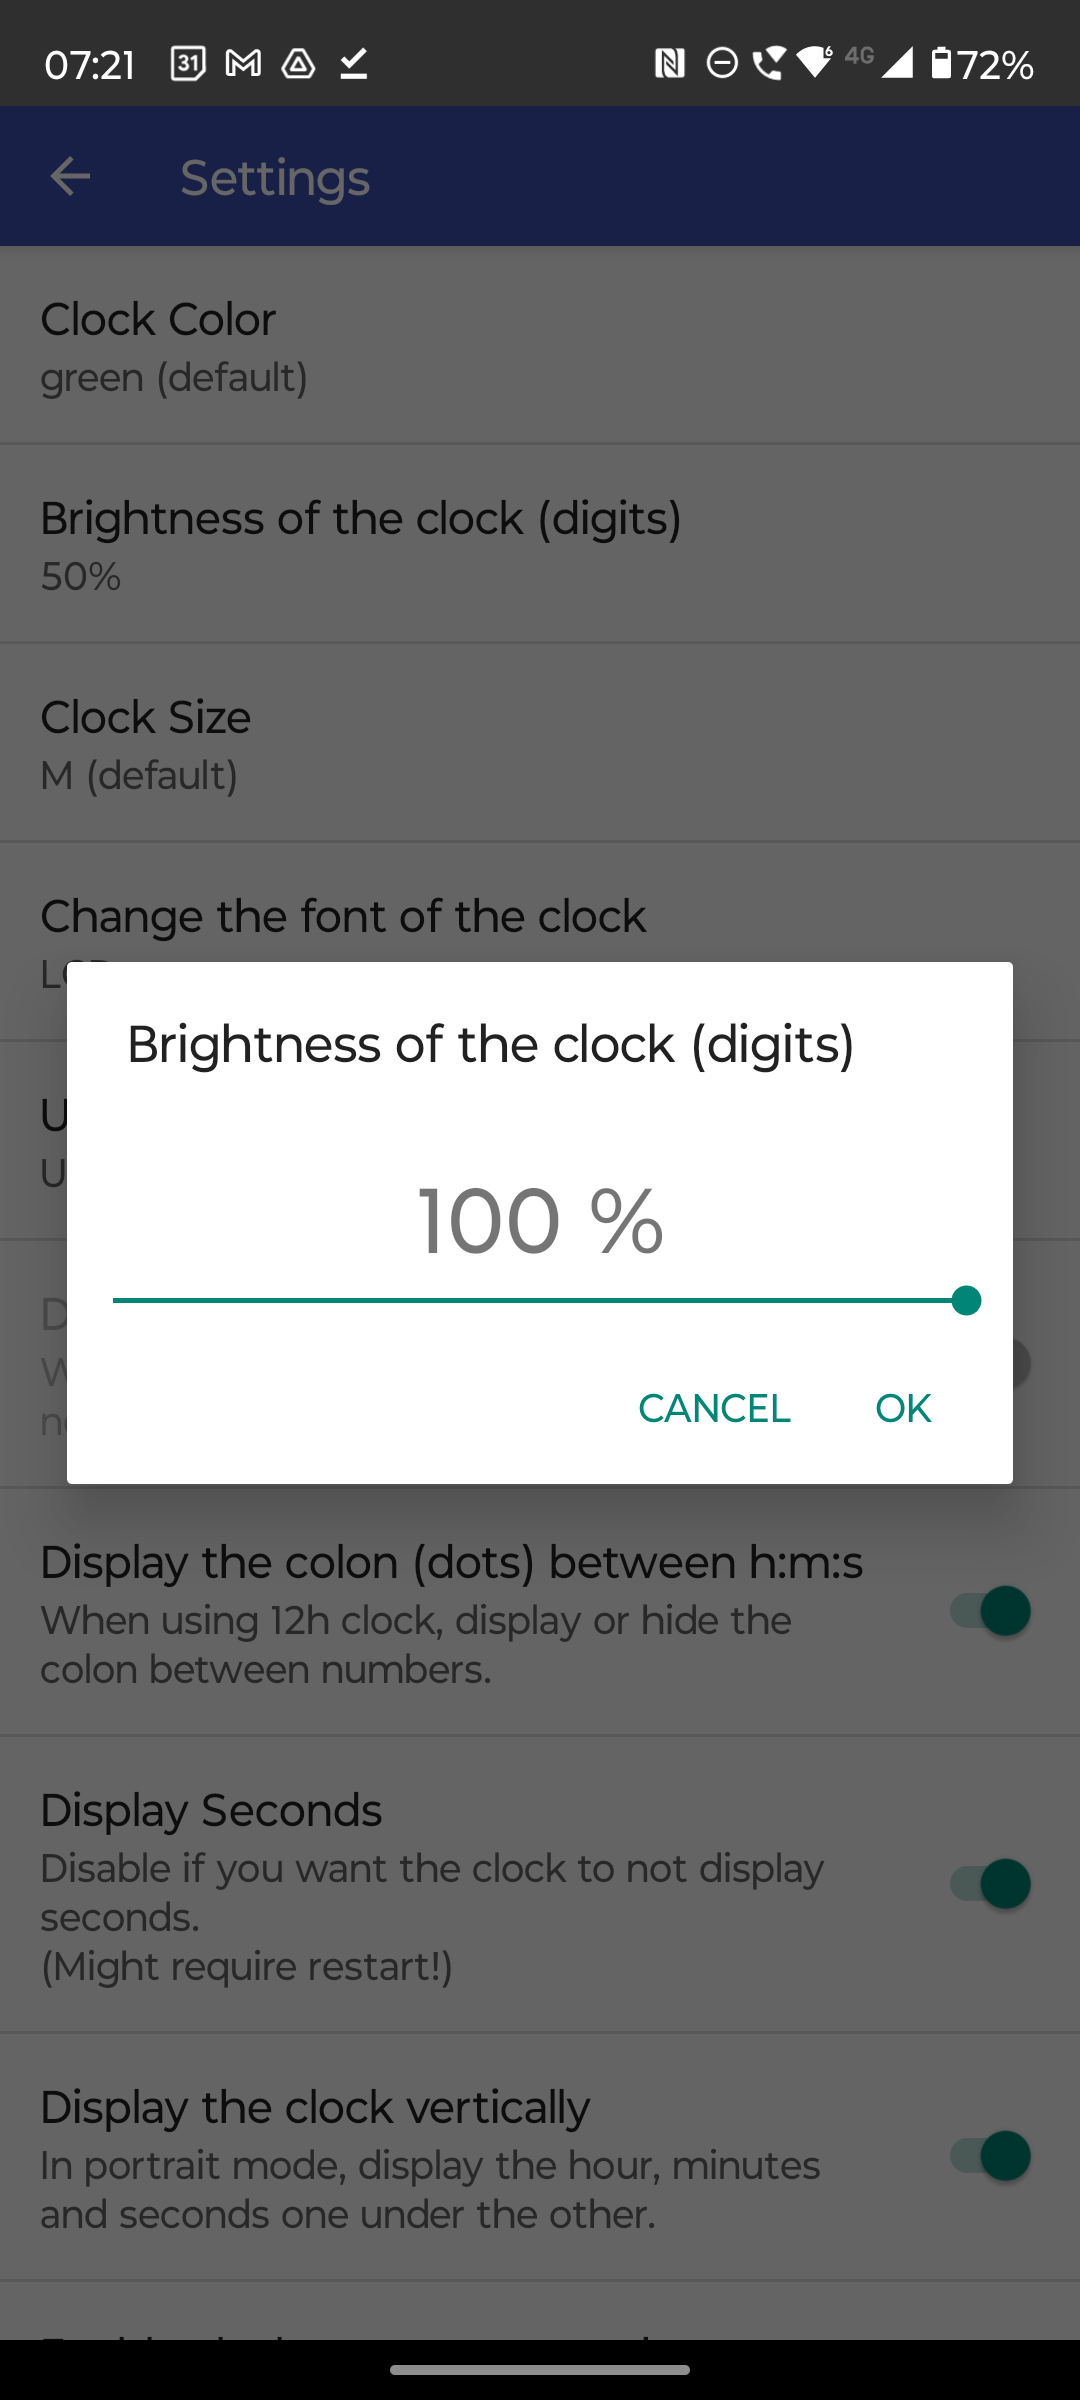 07:21
31
6
4G
72%
Settings
Clock Color
green (default)
Brightness of the clock (digits)
50%
Clock Size
M (default)
Change the font of the clock
Brightness of the clock (digits)
100 %
CANCEL
OK
Display the colon (dots) between h:m:s
When using 12h clock, display or hide the
colon between numbers.
Display Seconds
Disable if you want the clock to not display
seconds.
(Might require restart!)
Display the clock vertically
In portrait mode, display the hour, minutes
and seconds one under the other.